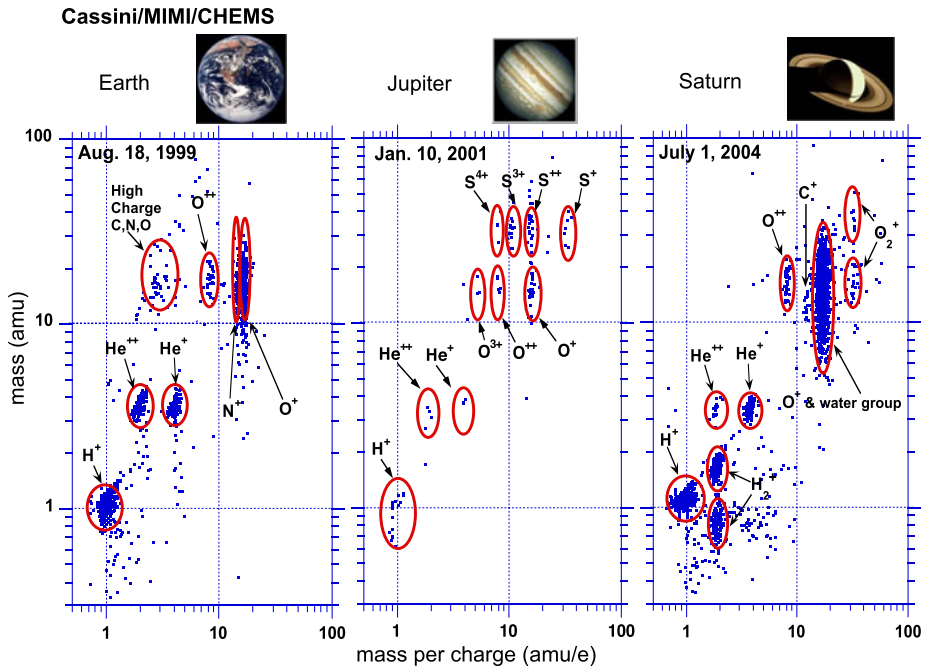 Cassini/MIMI/CHEMS
Earth
Jupiter
Saturn
mass (amu)
100
10
1
Aug. 18, 1999
High
Charge
C,N,O
O++
He++
He+
H+
N+
O+
1
10
100
Jan. 10, 2001
S4+
S3+
S++
S+
O3+
O++
O+
He++
He+
H+
1
10
100
July 1, 2004
C+
O++
O2+
He++
He+
O+ & water group
H+
H2+
1
10
100
mass per charge (amu/e)